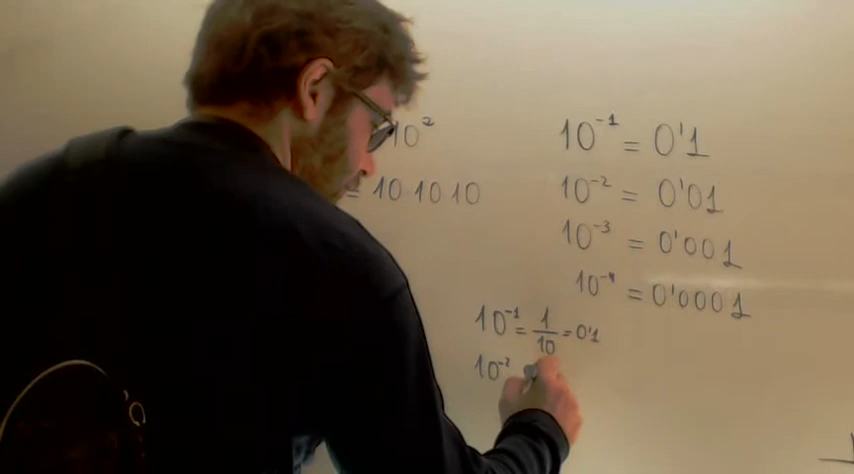 10²
= 10 10 10
10⁻¹ = 0'1
10⁻² = 0'01
10⁻³ = 0'001
10⁻⁴ = 0'0001
10⁻¹ = 1/10 = 0'1
10⁻²